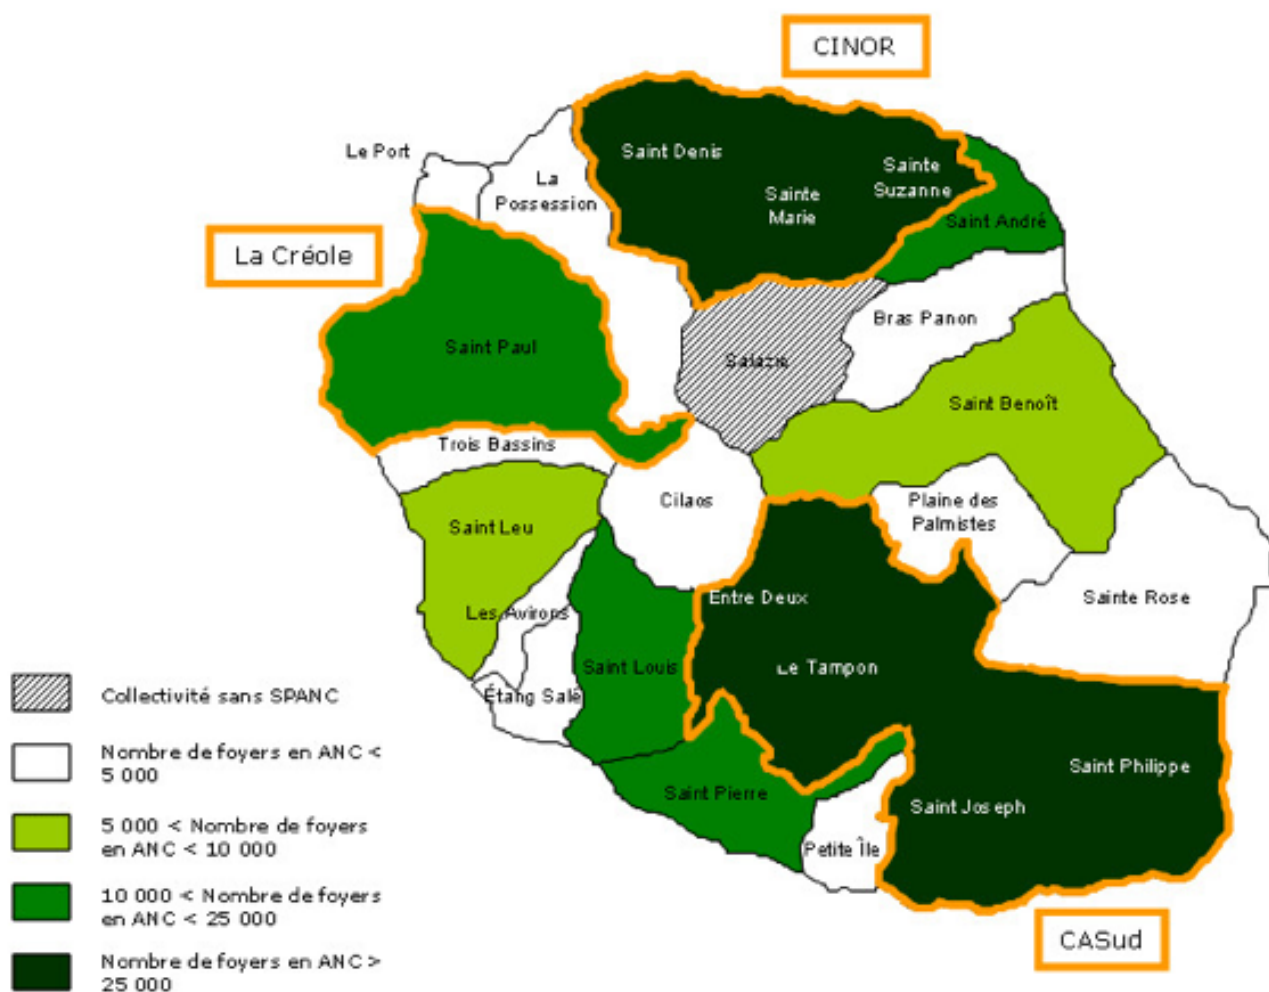 CINOR
Saint Denis
Sainte
Suzanne
Sainte
Marie
Le Port
La
Possession
Saint André
La Créole
Bras Panon
Saint Paul
Salazie
Saint Benoît
Trois Bassins
Cilaos
Plaine des
Palmistes
Saint Leu
Entre Deux
Sainte Rose
Les Avirons
Saint Louis
Le Tampon
Étang Salé
Saint Philippe
Saint Pierre
Saint Joseph
Petite Île
CASud
Collectivité sans SPANC
Nombre de foyers en ANC <
5 000
5 000 < Nombre de foyers
en ANC < 10 000
10 000 < Nombre de foyers
en ANC < 25 000
Nombre de foyers en ANC >
25 000